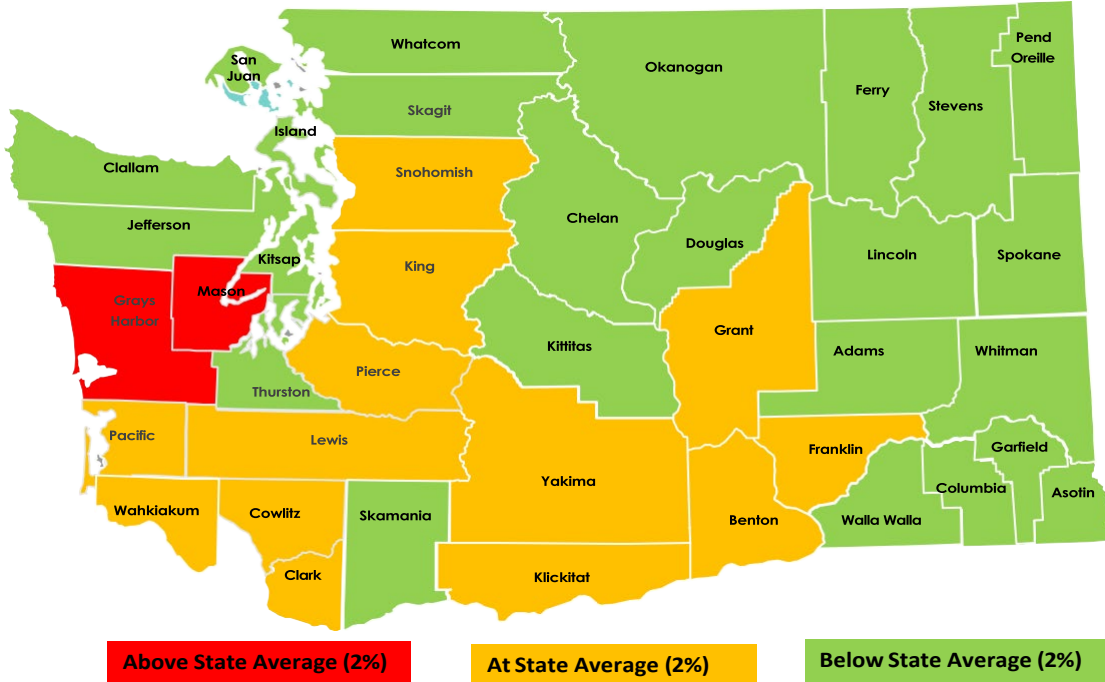 Whatcom
San
Juan
Okanogan
Pend
Oreille
Ferry
Stevens
Skagit
Island
Clallam
Snohomish
Jefferson
Chelan
Douglas
Kitsap
King
Lincoln
Spokane
Mason
Grays
Harbor
Grant
Kittitas
Adams
Whitman
Pierce
Thurston
Pacific
Lewis
Franklin
Garfield
Yakima
Columbia
Asotin
Wahkiakum
Cowlitz
Skamania
Benton
Walla Walla
Clark
Klickitat
Above State Average (2%)
At State Average (2%)
Below State Average (2%)